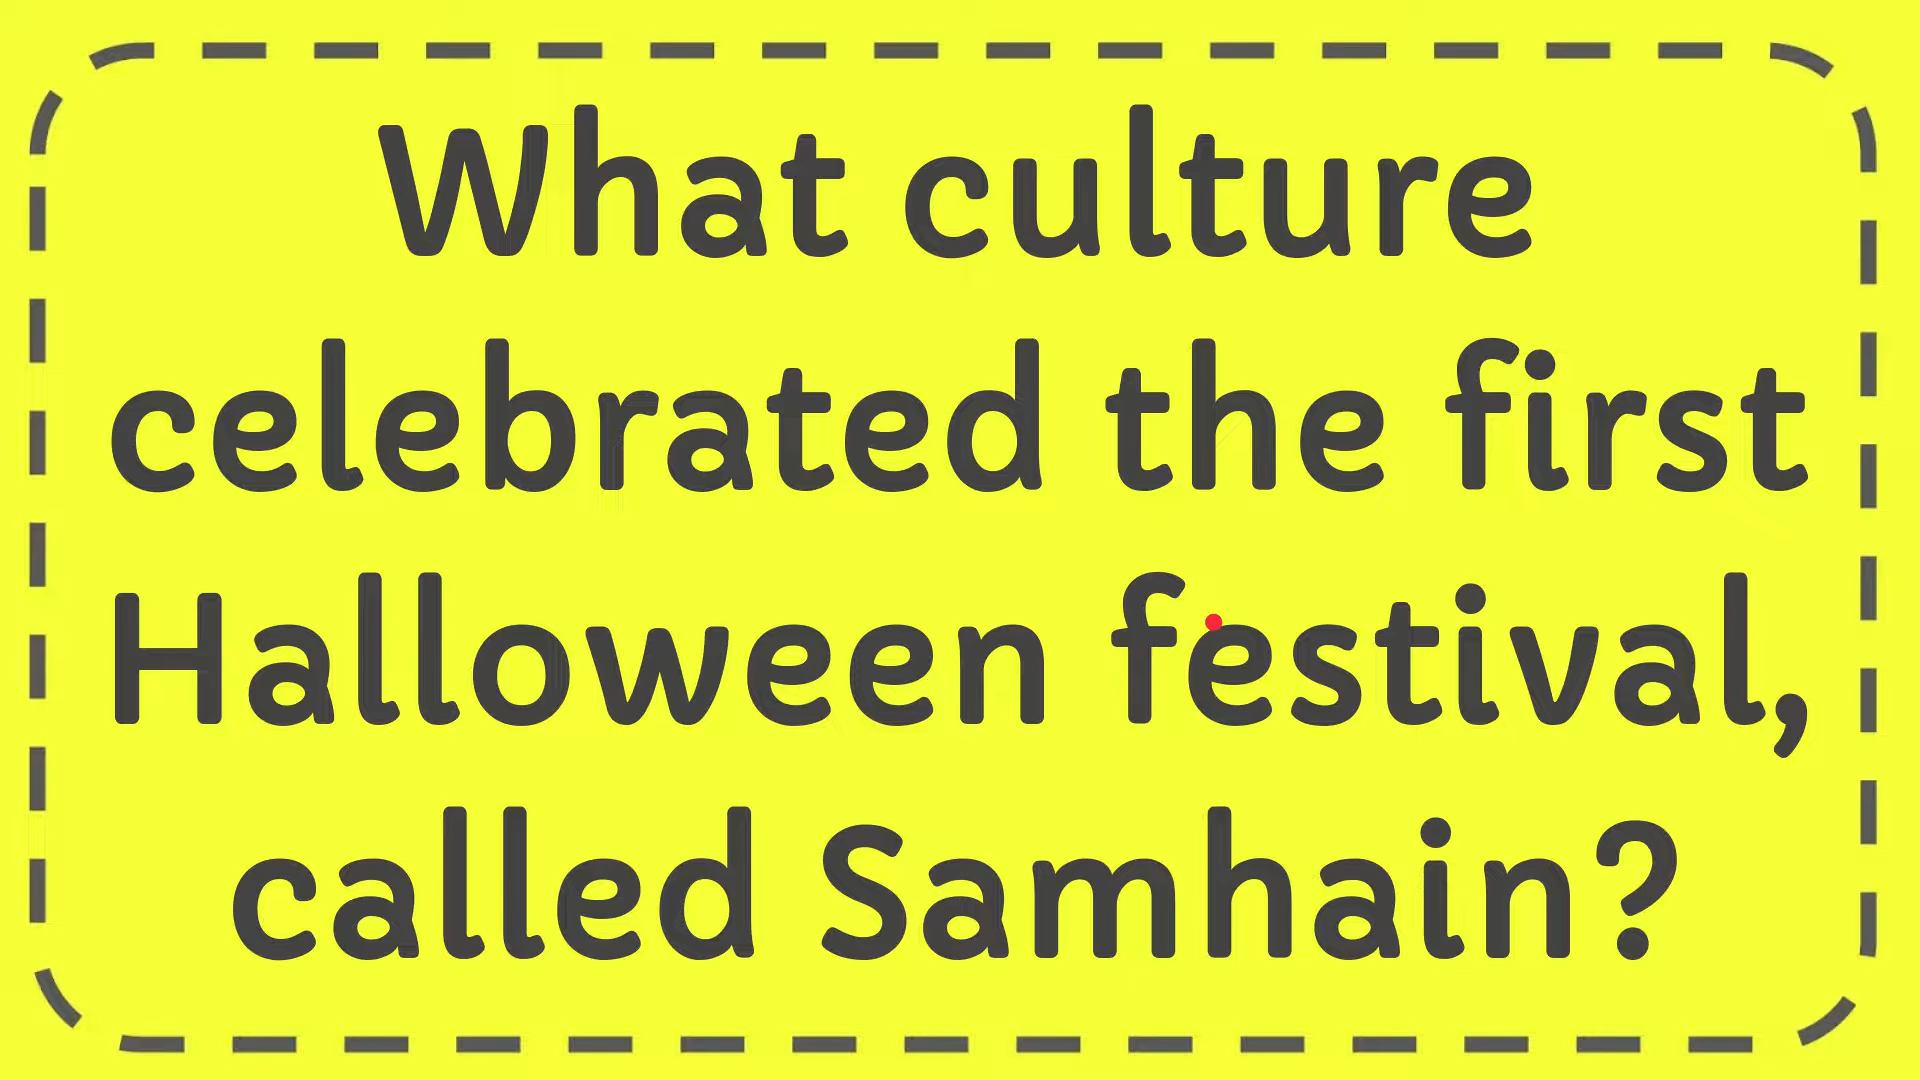 What culture
celebrated the first
Halloween festival,
called Samhain?